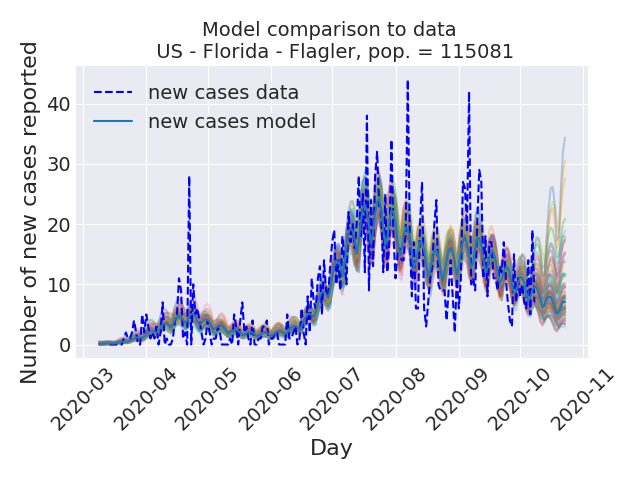 Model comparison to data
US - Florida - Flagler, pop. = 115081
Number of new cases reported
new cases data
new cases model
40
30
20
10
0
2020-03
2020-04
2020-05
2020-06
2020-07
2020-08
2020-09
2020-10
2020-11
Day